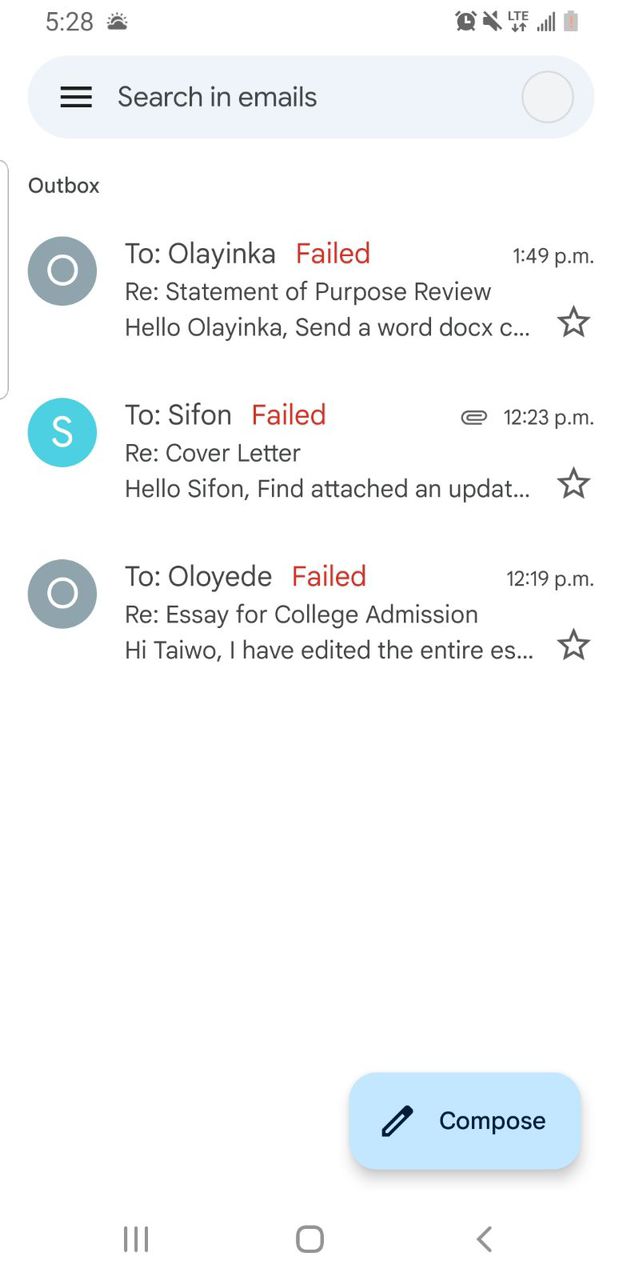 5:28
LTE
Search in emails
Outbox
O
To: Olayinka Failed 1:49 p.m.
Re: Statement of Purpose Review
Hello Olayinka, Send a word docx c...
S
To: Sifon Failed 12:23 p.m.
Re: Cover Letter
Hello Sifon, Find attached an updat...
O
To: Oloyede Failed 12:19 p.m.
Re: Essay for College Admission
Hi Taiwo, I have edited the entire es...
Compose